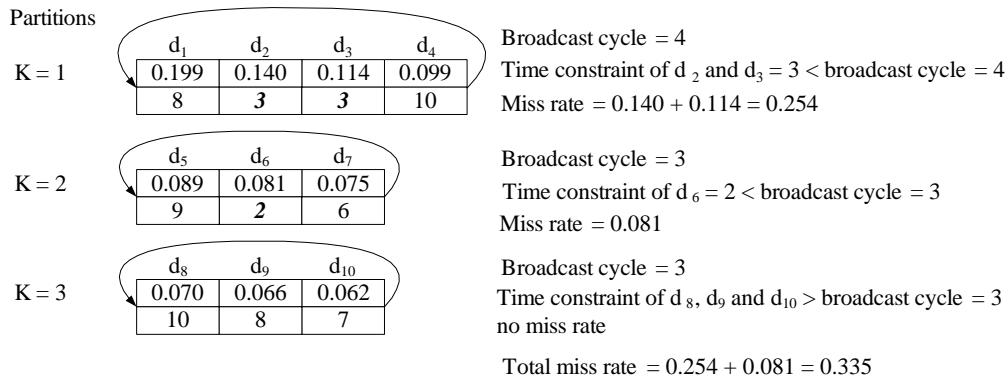 Partitions
K = 1
d1 d2 d3 d4
0.199 0.140 0.114 0.099
8 3 3 10
Broadcast cycle = 4
Time constraint of d 2 and d3 = 3 < broadcast cycle = 4
Miss rate = 0.140 + 0.114 = 0.254
K = 2
d5 d6 d7
0.089 0.081 0.075
9 2 6
Broadcast cycle = 3
Time constraint of d 6 = 2 < broadcast cycle = 3
Miss rate = 0.081
K = 3
d8 d9 d10
0.070 0.066 0.062
10 8 7
Broadcast cycle = 3
Time constraint of d 8, d9 and d10 > broadcast cycle = 3
no miss rate
Total miss rate = 0.254 + 0.081 = 0.335